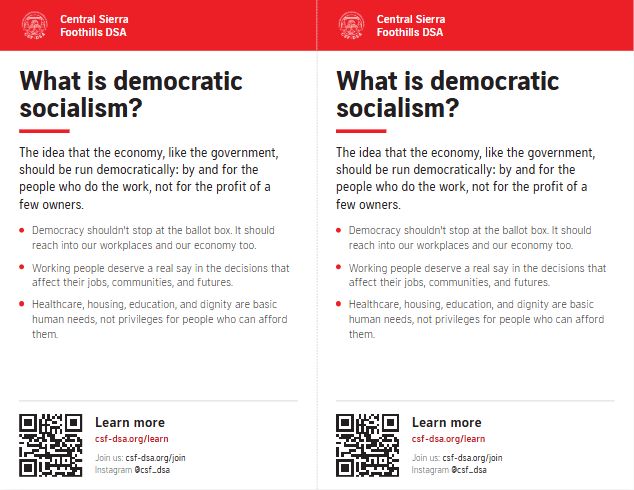 Central Sierra
Foothills DSA
What is democratic
socialism?
The idea that the economy, like the government,
should be run democratically: by and for the
people who do the work, not for the profit of a
few owners.
Democracy shouldn't stop at the ballot box. It should
reach into our workplaces and our economy too.
Working people deserve a real say in the decisions that
affect their jobs, communities, and futures.
Healthcare, housing, education, and dignity are basic
human needs, not privileges for people who can afford
them.
Learn more
csf-dsa.org/learn
Join us: csf-dsa.org/join
Instagram @csf_dsa
Central Sierra
Foothills DSA
What is democratic
socialism?
The idea that the economy, like the government,
should be run democratically: by and for the
people who do the work, not for the profit of a
few owners.
Democracy shouldn't stop at the ballot box. It should
reach into our workplaces and our economy too.
Working people deserve a real say in the decisions that
affect their jobs, communities, and futures.
Healthcare, housing, education, and dignity are basic
human needs, not privileges for people who can afford
them.
Learn more
csf-dsa.org/learn
Join us: csf-dsa.org/join
Instagram @csf_dsa